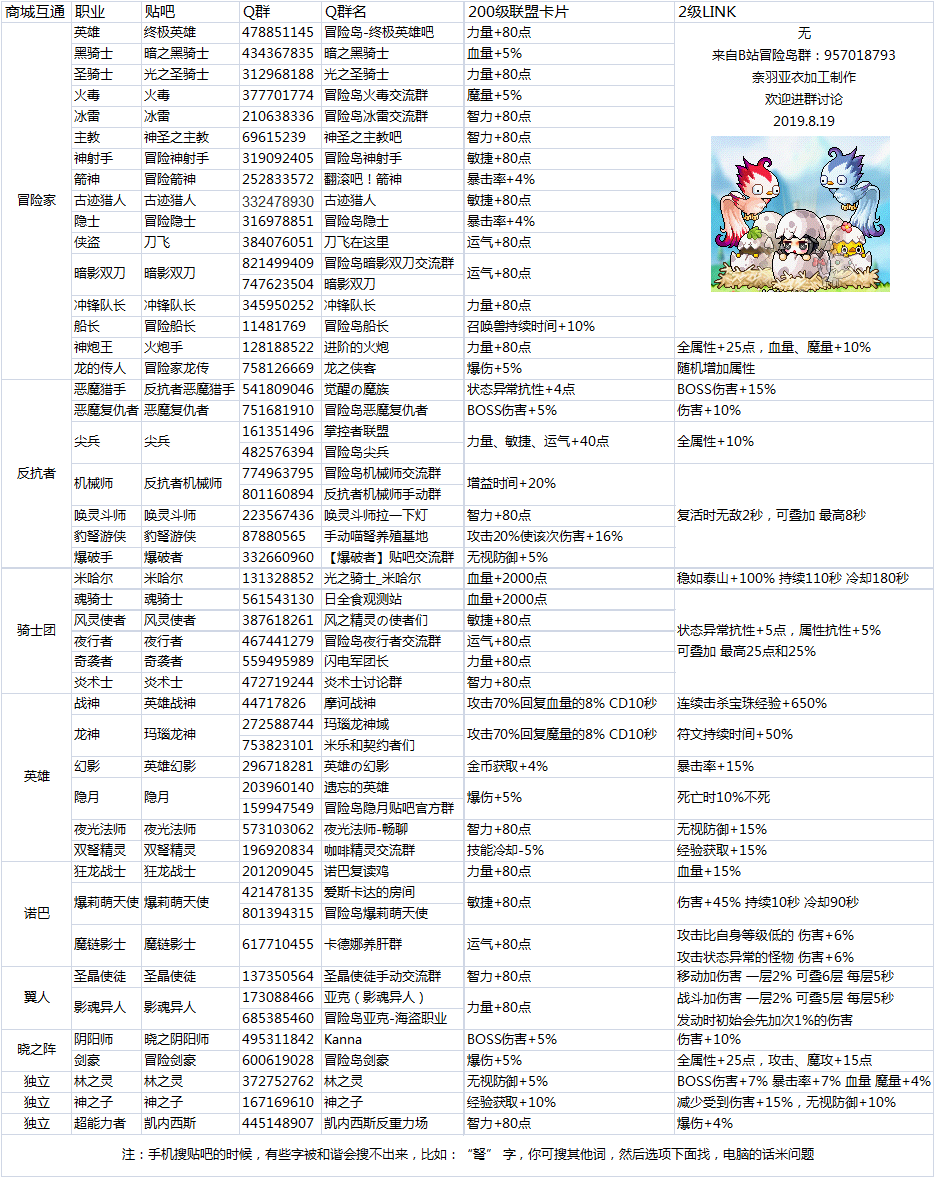 商城互通 职业 贴吧 Q群 Q群名 200级联盟卡片 2级LINK
冒险家
英雄 终极英雄 478851145 冒险岛-终极英雄吧 力量+80点
无
黑骑士 暗之骑士 434367835 暗之黑骑士 血量+5%
来自B站冒险岛群：957018793
圣骑士 光之圣骑士 312968188 光之圣骑士 力量+80点
奈羽亚衣加工制作
火毒 火毒 377701774 冒险岛火毒交流群 魔量+5%
欢迎进群讨论
冰雷 冰雷 210638336 冒险岛冰雷交流群 智力+80点
2019.8.19
主教 神圣之主教 69615239 神圣之主教吧 智力+80点
神射手 冒险神射手 319092405 冒险岛神射手 敏捷+80点
箭神 冒险箭神 252833572 翻滚吧！箭神 暴击率+4%
古迹猎人 古迹猎人 332478930 古迹猎人 敏捷+80点
隐士 冒险隐士 316978851 冒险岛隐士 暴击率+4%
侠盗 刀飞 384076051 刀飞在这里 运气+80点
暗影双刀 暗影双刀 821499409 冒险岛暗影双刀交流群 运气+80点
747623504 暗影双刀
冲锋队长 冲锋队长 345950252 冲锋队长 力量+80点
船长 冒险船长 11481769 冒险岛船长 召唤兽持续时间+10%
神炮王 火炮手 128188522 进阶的火炮 力量+80点 全属性+25点，血量、魔量+10%
龙的传人 冒险家龙传 758126669 龙之侠客 爆伤+5% 随机增加属性
反抗者
恶魔猎手 反抗者恶魔猎手 541809046 觉醒の魔族 状态异常抗性+4点 BOSS伤害+15%
恶魔复仇者 恶魔复仇者 751681910 冒险岛恶魔复仇者 BOSS伤害+5% 伤害+10%
尖兵 尖兵 161351496 掌控者联盟 力量、敏捷、运气+40点 全属性+10%
482576394 冒险岛尖兵
机械师 反抗者机械师 774963795 冒险岛机械师交流群 增益时间+20%
801160894 反抗者机械师手动群
唤灵斗师 唤灵斗师 223567436 唤灵斗师拉一下灯 智力+80点 复活时无敌2秒，可叠加 最高8秒
豹弩游侠 豹弩游侠 87880565 手动喵弩养殖基地 攻击20%使该次伤害+16%
爆破手 爆破者 332660960 【爆破者】贴吧交流群 无视防御+5%
骑士团
米哈尔 米哈尔 131328852 光之骑士_米哈尔 血量+2000点 稳如泰山+100% 持续110秒 冷却180秒
魂骑士 魂骑士 561543130 日全食观测站 血量+2000点
风灵使者 风灵使者 387618261 风之精灵の使者们 敏捷+80点
夜行者 夜行者 467441279 冒险岛夜行者交流群 运气+80点 状态异常抗性+5点，属性抗性+5%
奇袭者 奇袭者 559495989 闪电军团长 力量+80点 可叠加 最高25点和25%
炎术士 炎术士 472719244 炎术士讨论群 智力+80点
英雄
战神 英雄战神 44717826 摩诃战神 攻击70%回复血量的8% CD10秒 连续击杀宝珠经验+650%
龙神 玛瑙龙神 272588744 玛瑙龙神域 攻击70%回复魔量的8% CD10秒 符文持续时间+50%
753823101 米乐和契约者们
幻影 英雄幻影 296718281 英雄の幻影 金币获取+4% 暴击率+15%
隐月 隐月 203960140 遗忘的英雄 爆伤+5% 死亡时10%不死
159947549 冒险岛隐月贴吧官方群
夜光法师 夜光法师 573103062 夜光法师-畅聊 智力+80点 无视防御+15%
双弩精灵 双弩精灵 196920834 咖啡精灵交流群 技能冷却-5% 经验获取+15%
诺巴
狂龙战士 狂龙战士 201209045 诺巴复读鸡 力量+80点 血量+15%
爆莉萌天使 爆莉萌天使 421478135 爱斯卡达的房间 敏捷+80点 伤害+45% 持续10秒 冷却90秒
801394315 冒险岛爆莉萌天使
魔链影士 魔链影士 617710455 卡德娜养肝群 运气+80点 攻击比自身等级低的 伤害+6%
攻击状态异常的怪物 伤害+6%
翼人
圣晶使徒 圣晶使徒 137350564 圣晶使徒手动交流群 智力+80点 移动加伤害 一层2% 可叠6层 每层5秒
影魂异人 影魂异人 173088466 亚克（影魂异人） 力量+80点 战斗加伤害 一层2% 可叠5层 每层5秒
685385460 冒险岛亚克-海盗职业 发动时初始会先加次1%的伤害
晓之阵
阴阳师 晓之阴阳师 495311842 Kanna BOSS伤害+5% 伤害+10%
剑豪 冒险剑豪 600619028 冒险岛剑豪 爆伤+5% 全属性+25点，攻击、魔攻+15点
独立 林之灵 林之灵 372752762 林之灵 无视防御+5% BOSS伤害+7% 暴击率+7% 血量 魔量+4%
独立 神之子 神之子 167169610 神之子 经验获取+10% 减少受到伤害+15%，无视防御+10%
独立 超能力者 凯内西斯 445148907 凯内西斯反重力场 智力+80点 爆伤+4%
注：手机搜贴吧的时候，有些字被和谐会搜不出来，比如：“弩” 字，你可搜其他词，然后选项下面找，电脑的话米问题